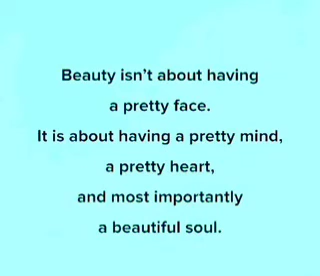 Beauty isn’t about having
a pretty face.
It is about having a pretty mind,
a pretty heart,
and most importantly
a beautiful soul.